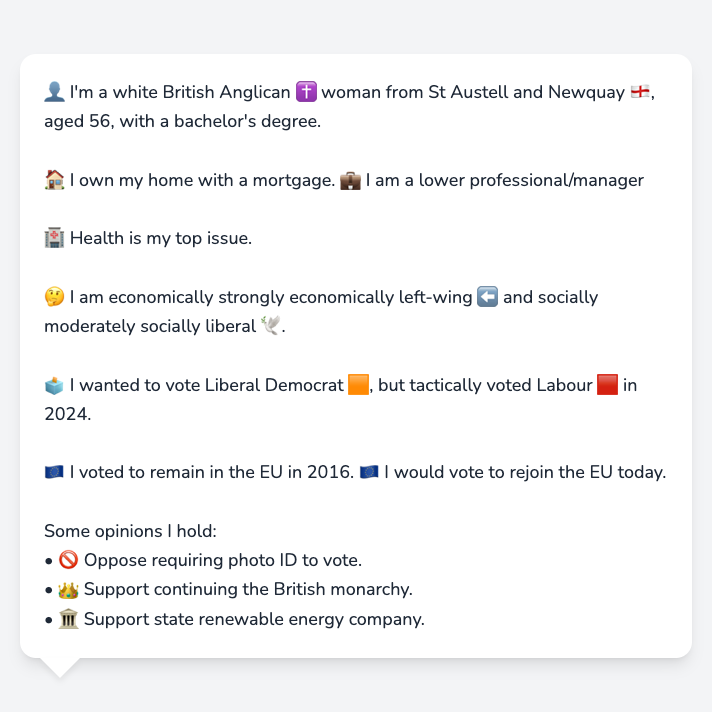 👤 I'm a white British Anglican ✝️ woman from St Austell and Newquay 🏴󠁧󠁢󠁥󠁮󠁧󠁿,
aged 56, with a bachelor's degree.
🏠 I own my home with a mortgage. 💼 I am a lower professional/manager
🏥 Health is my top issue.
🤔 I am economically strongly economically left-wing ⬅️ and socially
moderately socially liberal 🕊️.
🗳️ I wanted to vote Liberal Democrat 🟧, but tactically voted Labour 🟥 in
2024.
🇪🇺 I voted to remain in the EU in 2016. 🇪🇺 I would vote to rejoin the EU today.
Some opinions I hold:
• 🚫 Oppose requiring photo ID to vote.
• 👑 Support continuing the British monarchy.
• 🏛️ Support state renewable energy company.